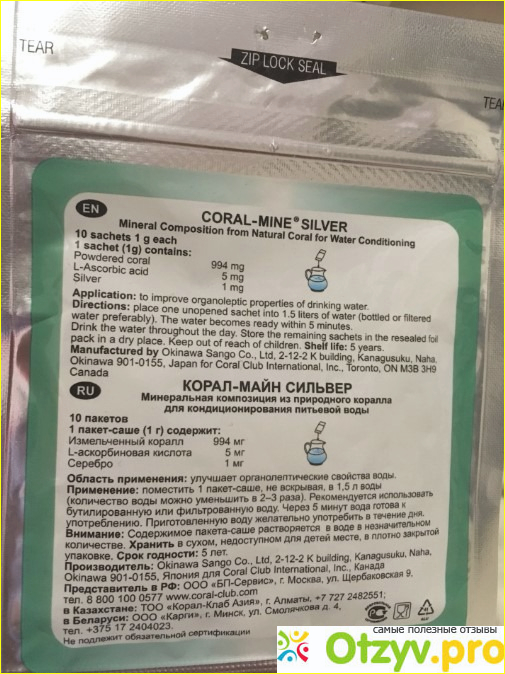 TEAR
ZIP LOCK SEAL
TEA
EN
CORAL-MINE® SILVER
Mineral Composition from Natural Coral for Water Conditioning
10 sachets 1 g each
1 sachet (1g) contains:
Powdered coral 994 mg
L-Ascorbic acid 5 mg
Silver 1 mg
Application: to improve organoleptic properties of drinking water.
Directions: place one unopened sachet into 1.5 liters of water (bottled or filtered
water preferably). The water becomes ready within 5 minutes.
Drink the water throughout the day. Store the remaining sachets in the resealed foil
pack in a dry place. Keep out of reach of children. Shelf life: 5 years.
Manufactured by Okinawa Sango Co., Ltd, 2-12-2 K building, Kanagusuku, Naha,
Okinawa 901-0155, Japan for Coral Club International, Inc., Toronto, ON M3B 3H9
Canada
RU
КОРАЛ-МАЙН СИЛЬВЕР
Минеральная композиция из природного коралла
для кондиционирования питьевой воды
10 пакетов
1 пакет-саше (1 г) содержит:
Измельченный коралл 994 мг
L-аскорбиновая кислота 5 мг
Серебро 1 мг
Область применения: улучшает органолептические свойства воды.
Применение: поместить 1 пакет-саше, не вскрывая, в 1,5 л воды
(количество воды можно уменьшить в 2–3 раза). Рекомендуется использовать
бутилированную или фильтрованную воду. Через 5 минут вода готова к
употреблению. Приготовленную воду желательно употребить в течение дня.
Внимание: Содержимое пакета-саше растворяется в воде в незначительном
количестве. Хранить в сухом, недоступном для детей месте, в плотно закрытой
упаковке. Срок годности: 5 лет.
Производитель: Okinawa Sango Co., Ltd, 2-12-2 K building, Kanagusuku, Naha,
Okinawa 901-0155, Япония для Coral Club International, Inc., Канада
Представитель в РФ: ООО «БП-Сервис», г. Москва, ул. Щербаковская 9.
тел. 8 800 100 0577 www.coral-club.com
в Казахстане: ТОО «Корал-Клаб Азия», г. Алматы, +7 727 2482551;
в Беларуси: ООО «Карги», г. Минск, ул. Смолячкова д. 4,
тел. +375 17 2404023.
Не подлежит обязательной сертификации
самые полезные отзывы
Otzyv.pro